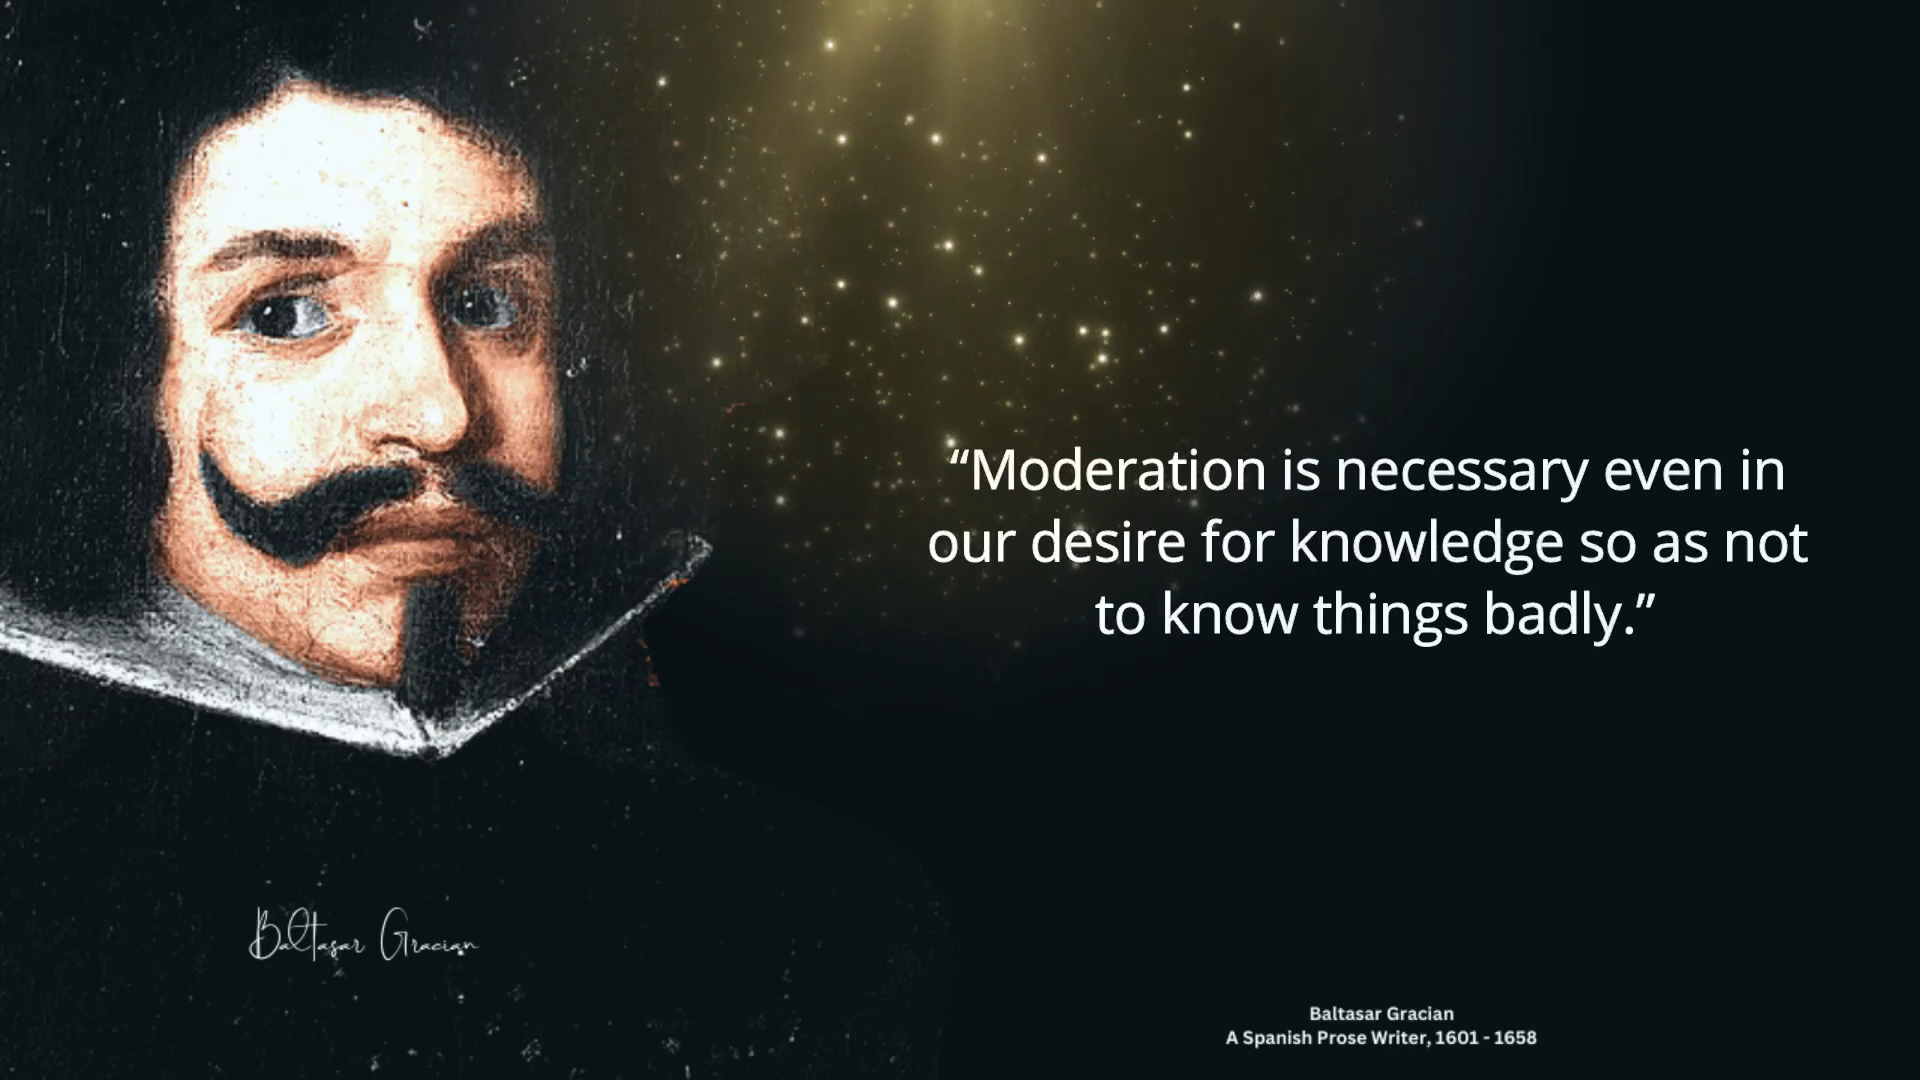 “Moderation is necessary even in
our desire for knowledge so as not
to know things badly.”
Baltasar Gracian
Baltasar Gracian
A Spanish Prose Writer, 1601 - 1658